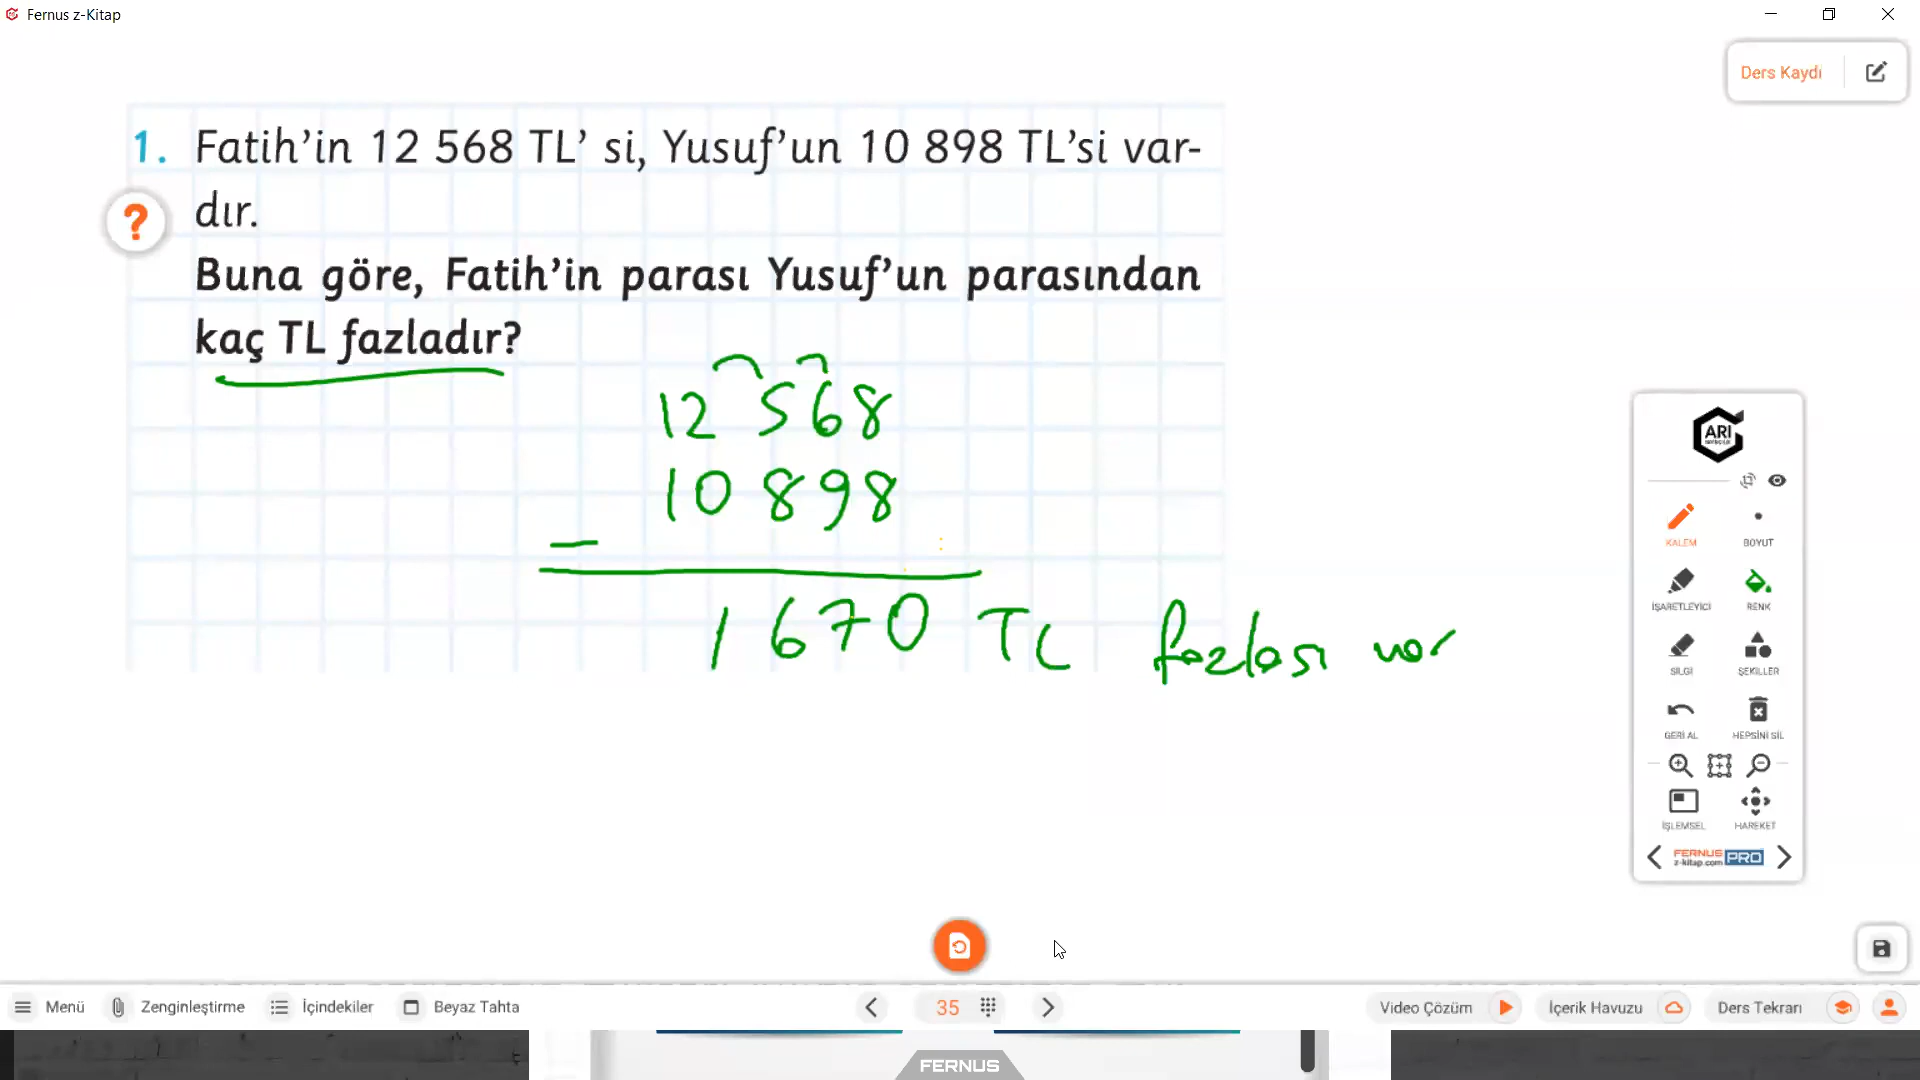 Fernus z-Kitap
Ders Kaydı
1. Fatih’in 12 568 TL’ si, Yusuf’un 10 898 TL’si var-
dır.
?
Buna göre, Fatih’in parası Yusuf’un parasından
kaç TL fazladır?
12 568
10 898
−
1 670 TL fazlası var
ARI
KALEM
BOYUT
İŞARETLEYİCİ
RENK
SİLGİ
ŞEKİLLER
GERİ AL
HEPSİNİ SİL
İŞLEMSEL
HAREKET
FERNUS PRO
z-kitap.com
Menü
Zenginleştirme
İçindekiler
Beyaz Tahta
35
Video Çözüm
İçerik Havuzu
Ders Tekrarı
FERNUS